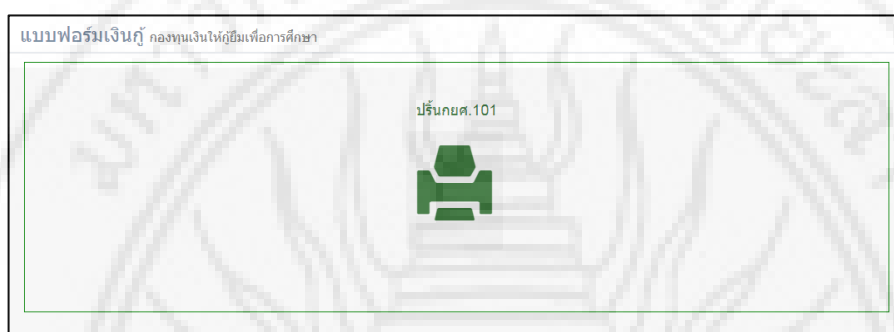 แบบฟอร์มเงินกู้ กองทุนเงินให้กู้ยืมเพื่อการศึกษา
ปริ้นกยศ.101